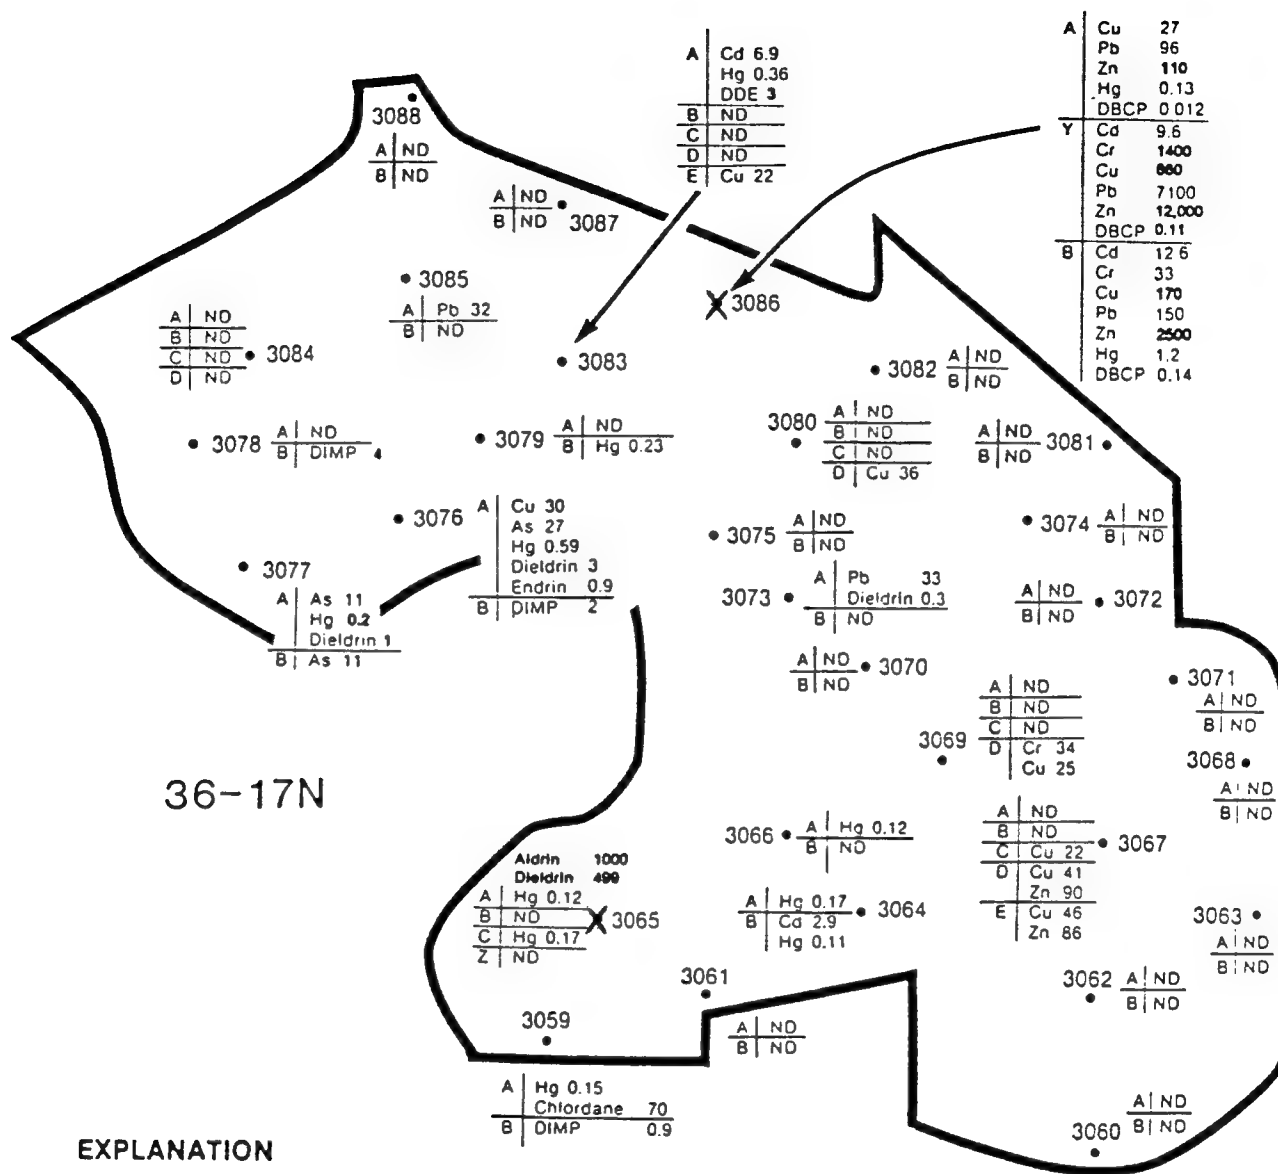 A Cu 27
Pb 96
Zn 110
Hg 0.13
DBCP 0.012
Y Cd 9.6
Cr 1400
Cu 860
Pb 7100
Zn 12,000
DBCP 0.11
B Cd 12.6
Cr 33
Cu 170
Pb 150
Zn 2500
Hg 1.2
DBCP 0.14
3086
A Cd 6.9
Hg 0.36
DDE 3
B ND
C ND
D ND
E Cu 22
3083
3088
A ND
B ND
A ND
B ND
3087
3085
A Pb 32
B ND
A ND
B ND
C ND
D ND
3084
3082
A ND
B ND
3078
A ND
B DIMP 4
3079
A ND
B Hg 0.23
3080
A ND
B ND
C ND
D Cu 36
A ND
B ND
3081
3076
A Cu 30
As 27
Hg 0.59
Dieldrin 3
Endrin 0.9
B DIMP 2
3075
A ND
B ND
3074
A ND
B ND
3077
A As 11
Hg 0.2
Dieldrin 1
B As 11
3073
A Pb 33
Dieldrin 0.3
B ND
A ND
B ND
3072
A ND
B ND
3070
3071
A ND
B ND
3069
A ND
B ND
C ND
D Cr 34
Cu 25
3068
A ND
B ND
36-17N
3066
A Hg 0.12
B ND
A ND
B ND
C Cu 22
D Cu 41
Zn 90
E Cu 46
Zn 86
3067
Aldrin 1000
Dieldrin 499
A Hg 0.12
B ND
C Hg 0.17
Z ND
3065
A Hg 0.17
B Cd 2.9
Hg 0.11
3064
3063
A ND
B ND
3061
A ND
B ND
3062
A ND
B ND
3059
A Hg 0.15
Chlordane 70
B DIMP 0.9
3060
A ND
B ND
EXPLANATION